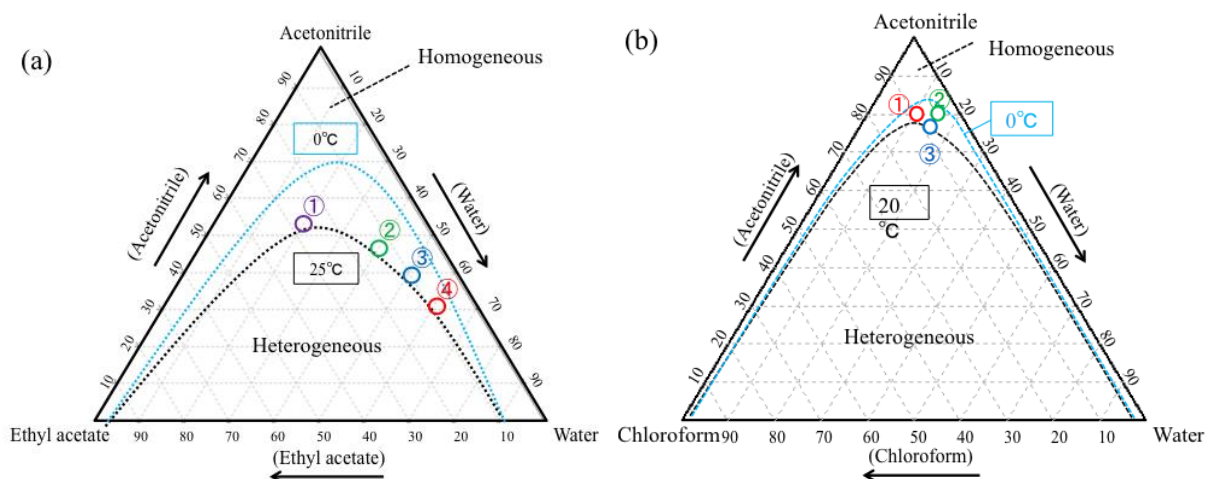 (a)
Acetonitrile
Homogeneous
0℃
25℃
Heterogeneous
① ② ③ ④
(Acetonitrile)
10 20 30 40 50 60 70 80 90
(Water)
10 20 30 40 50 60 70 80 90
Ethyl acetate 90 80 70 60 50 40 30 20 10 Water
(Ethyl acetate)
(b)
Acetonitrile
Homogeneous
0℃
① ② ③
20
℃
Heterogeneous
(Acetonitrile)
10 20 30 40 50 60 70 80 90
(Water)
10 20 30 40 50 60 70 80 90
Chloroform 90 80 70 60 50 40 30 20 10 Water
(Chloroform)